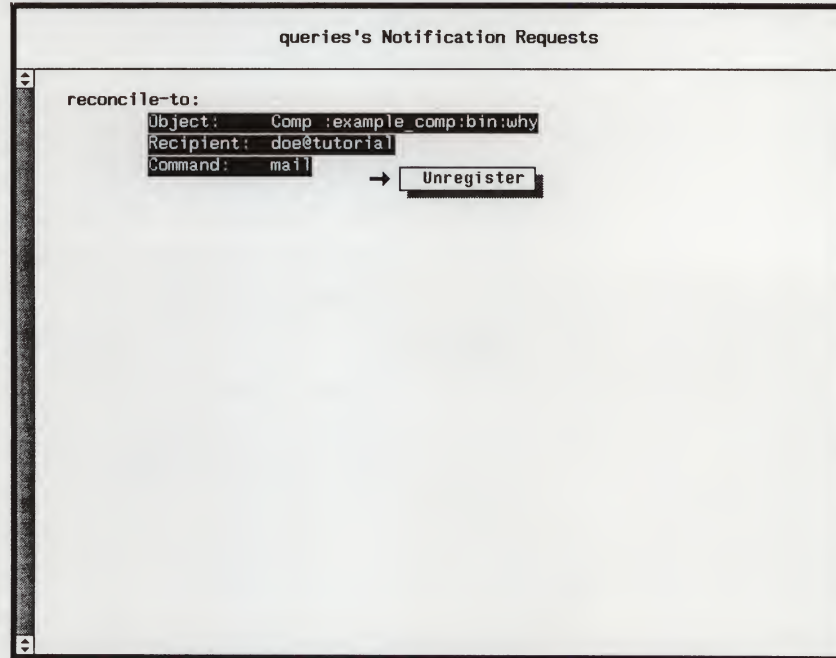 queries's Notification Requests
reconcile-to:
Object: Comp :example_comp:bin:why
Recipient: doe@tutorial
Command: mail
→ Unregister